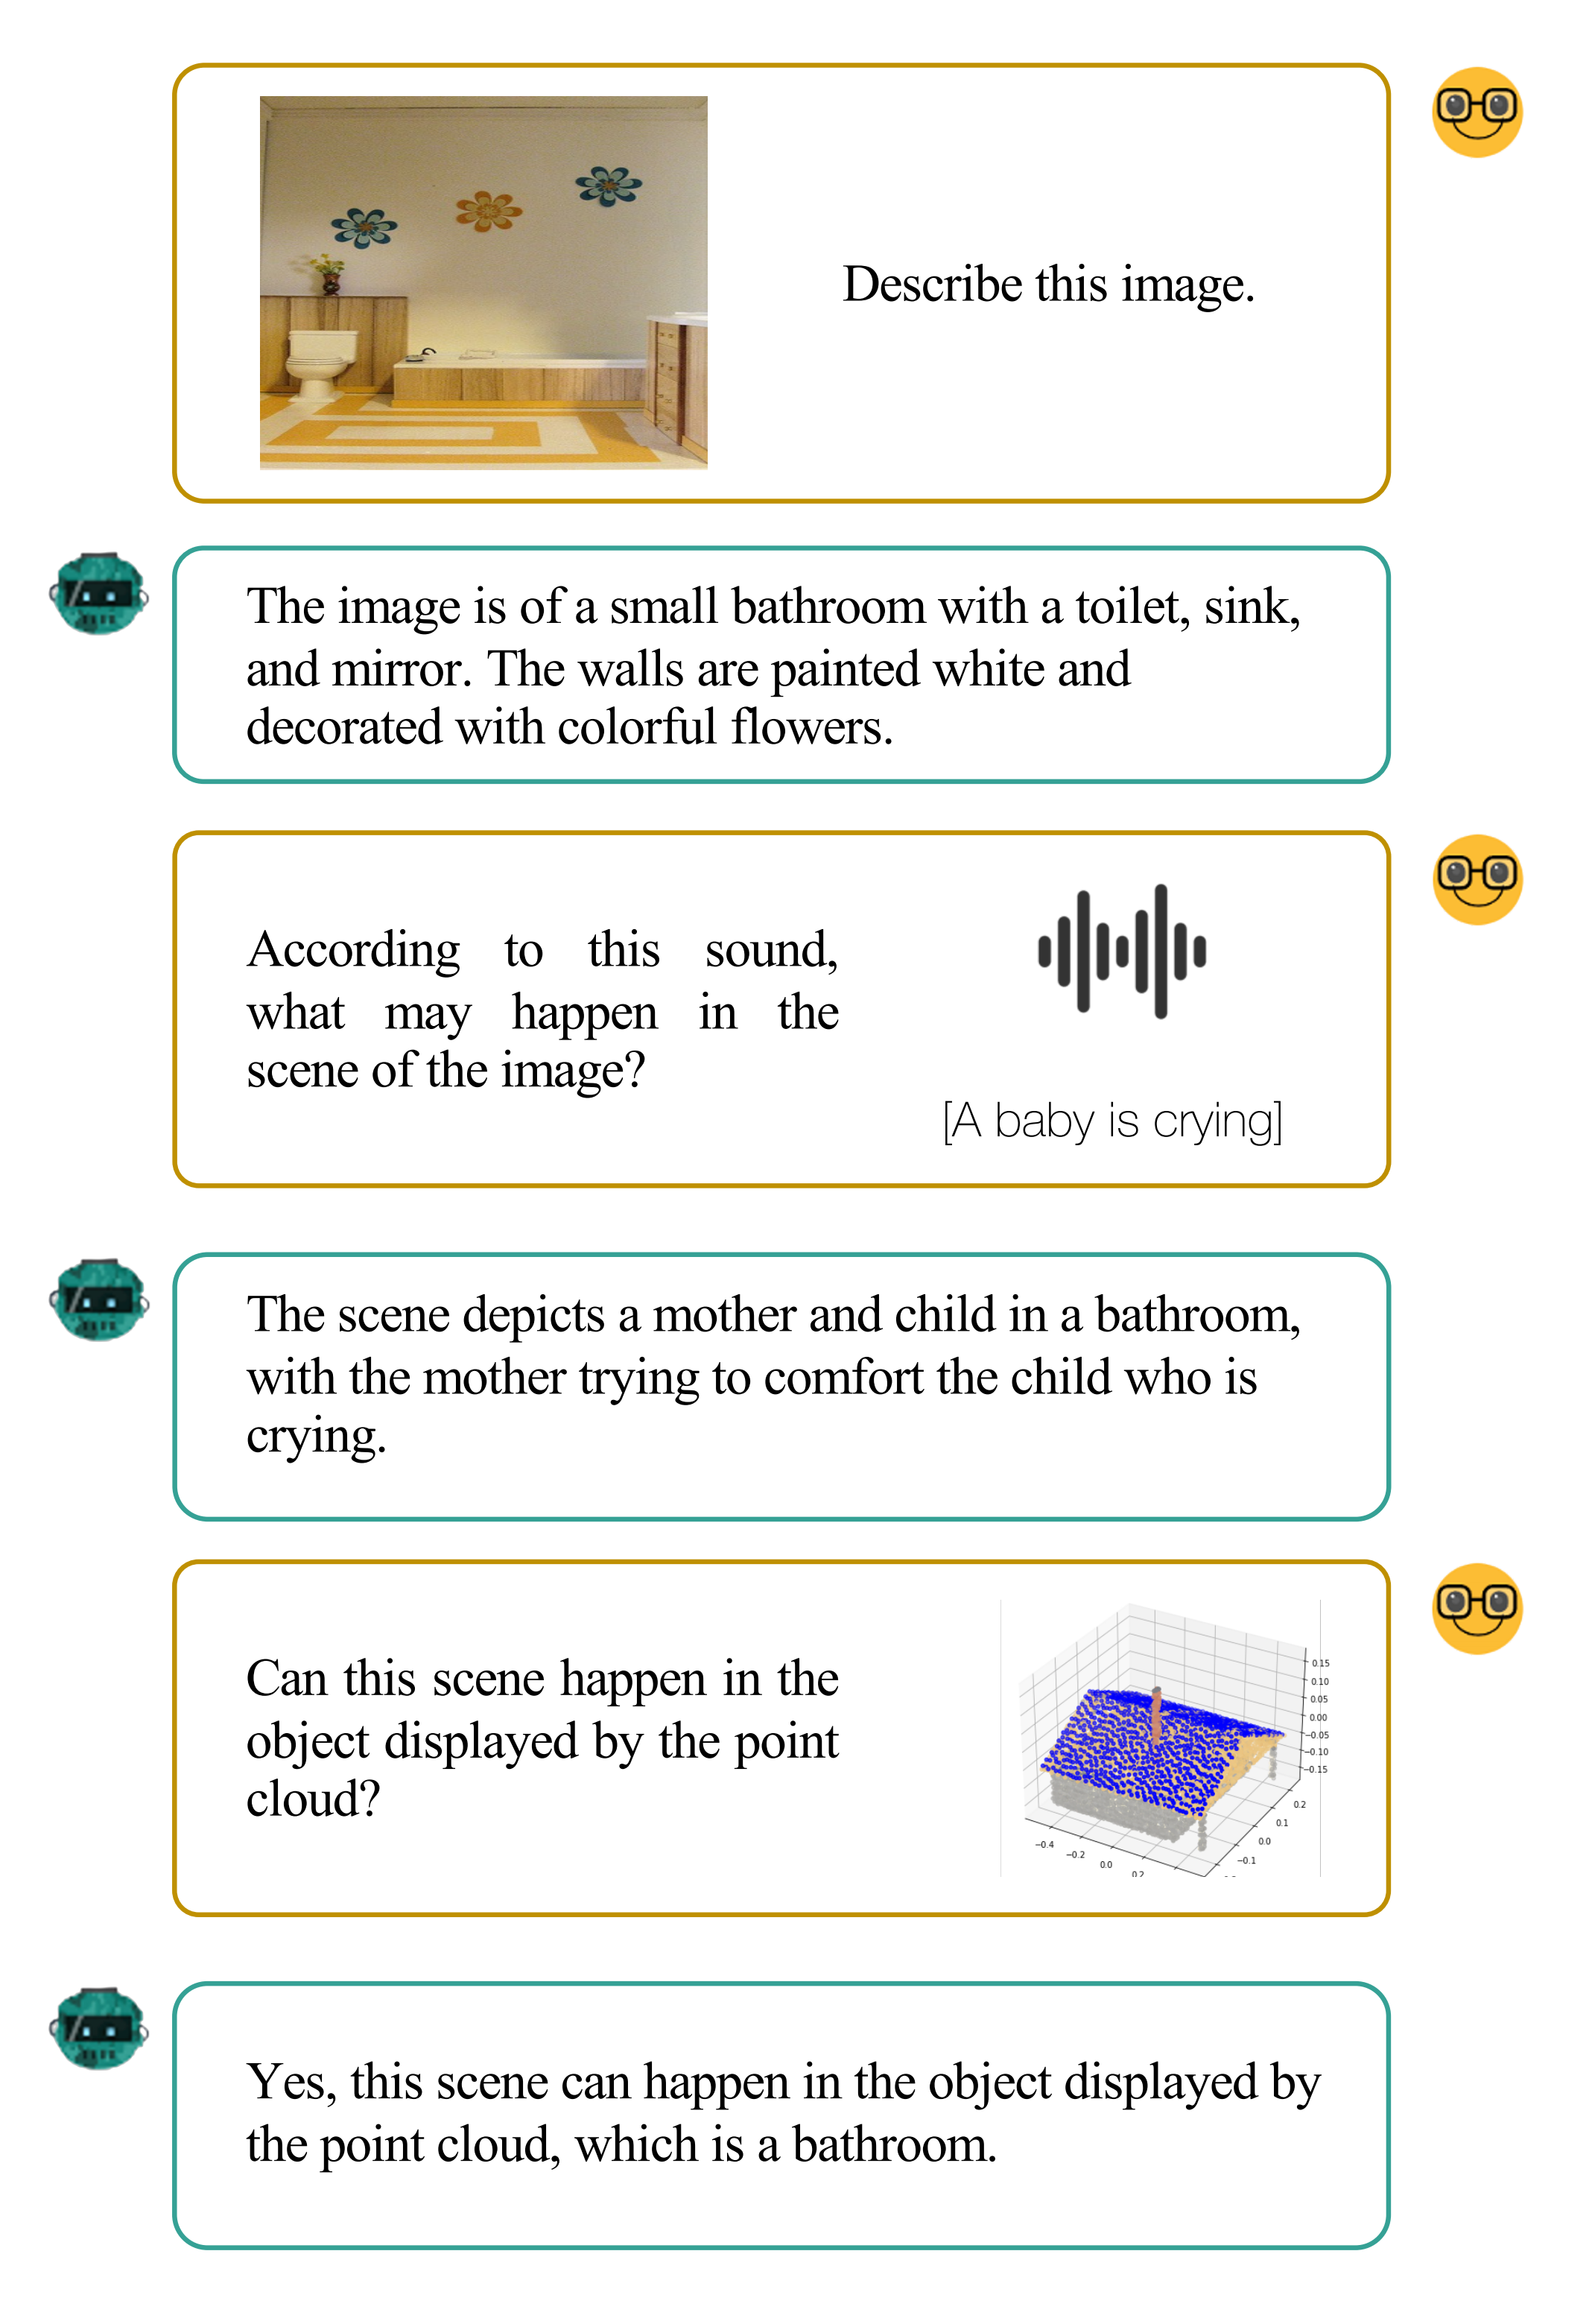 Describe this image.
The image is of a small bathroom with a toilet, sink,
and mirror. The walls are painted white and
decorated with colorful flowers.
According to this sound,
what may happen in the
scene of the image?
[A baby is crying]
The scene depicts a mother and child in a bathroom,
with the mother trying to comfort the child who is
crying.
Can this scene happen in the
object displayed by the point
cloud?
0.15
0.10
0.05
0.00
−0.05
−0.10
−0.15
0.2
0.1
0.0
−0.1
−0.4
−0.2
0.0
0.2
Yes, this scene can happen in the object displayed by
the point cloud, which is a bathroom.